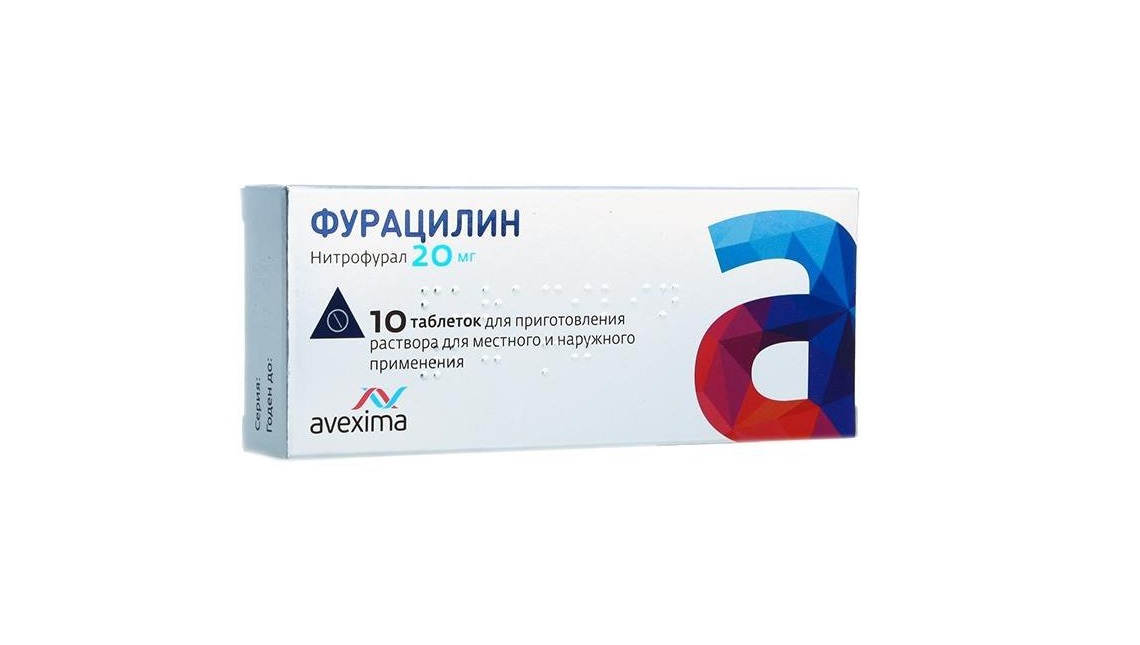 ФУРАЦИЛИН
Нитрофурал 20 мг
10 таблеток для приготовления
раствора для местного и наружного
применения
avexima
Серия:
Годен до: